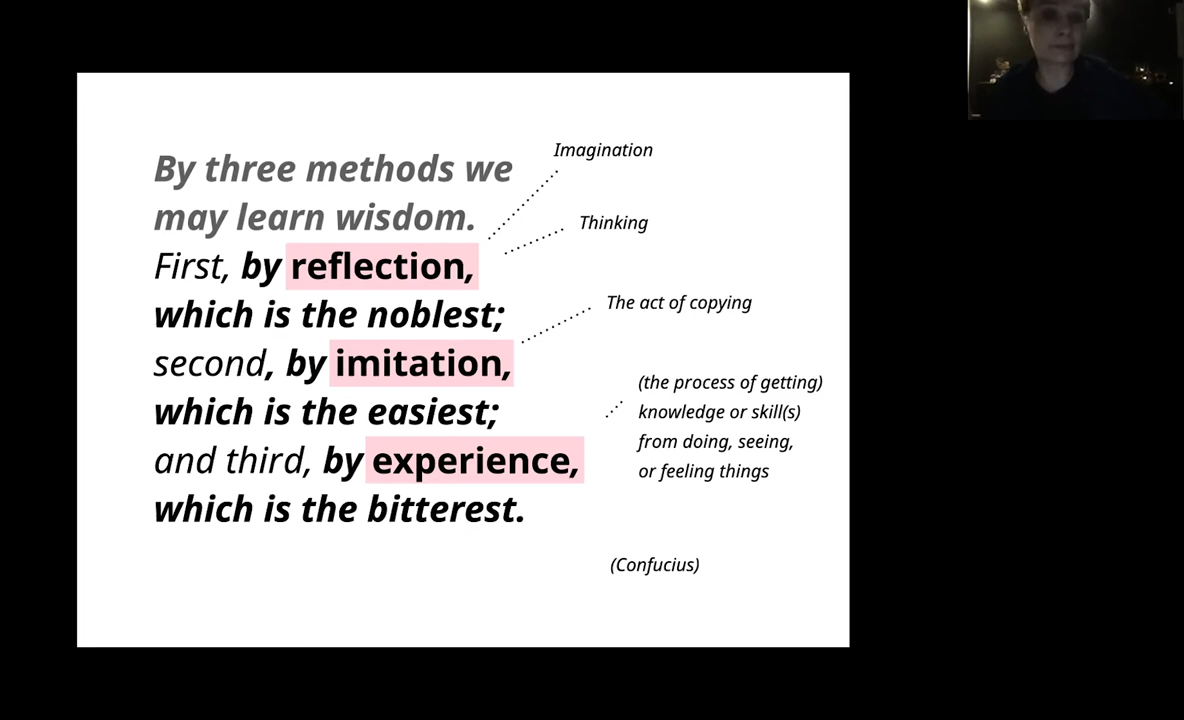 By three methods we
may learn wisdom.
First, by reflection,
which is the noblest;
second, by imitation,
which is the easiest;
and third, by experience,
which is the bitterest.
Imagination
Thinking
The act of copying
(the process of getting)
knowledge or skill(s)
from doing, seeing,
or feeling things
(Confucius)